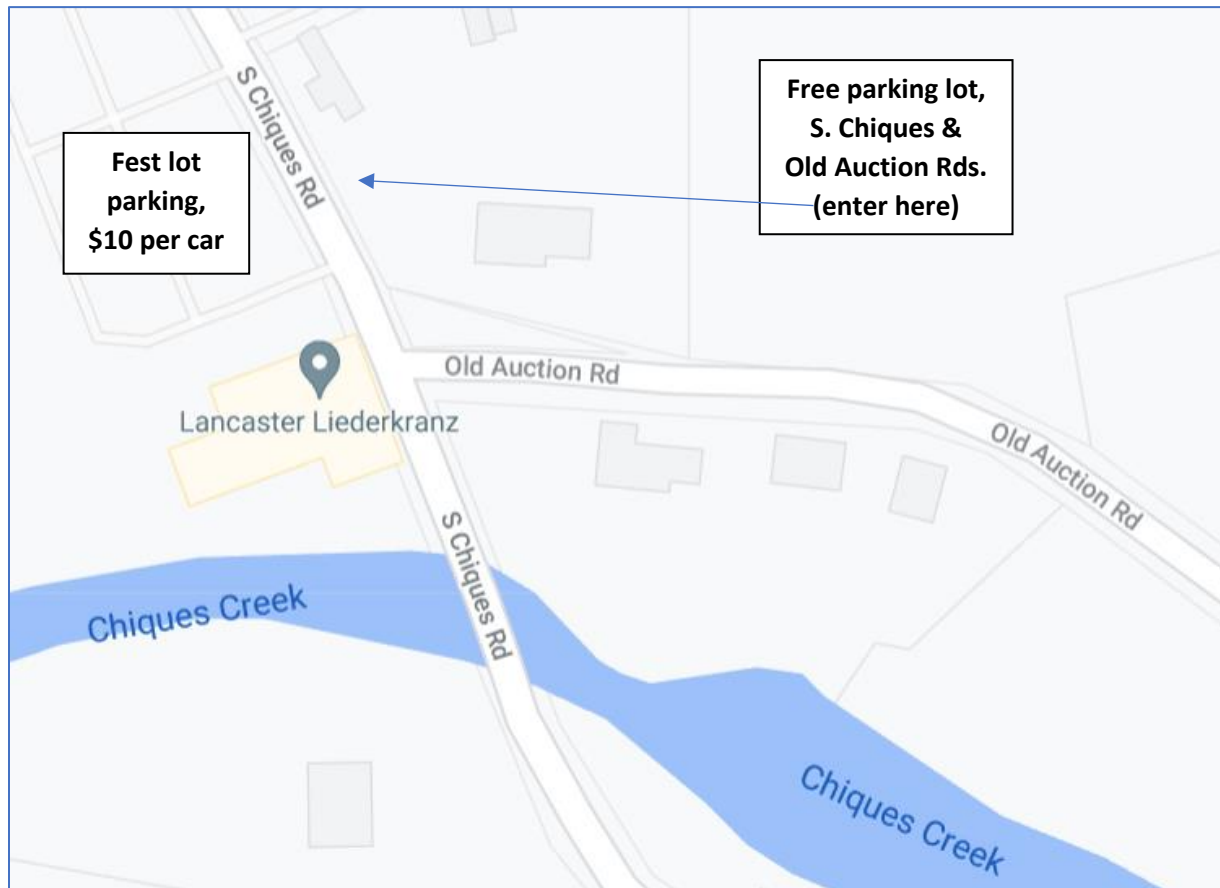 S Chiques Rd
Free parking lot,
S. Chiques &
Old Auction Rds.
(enter here)
Fest lot
parking,
$10 per car
Old Auction Rd
Lancaster Liederkranz
Old Auction Rd
S Chiques Rd
Chiques Creek
Chiques Creek